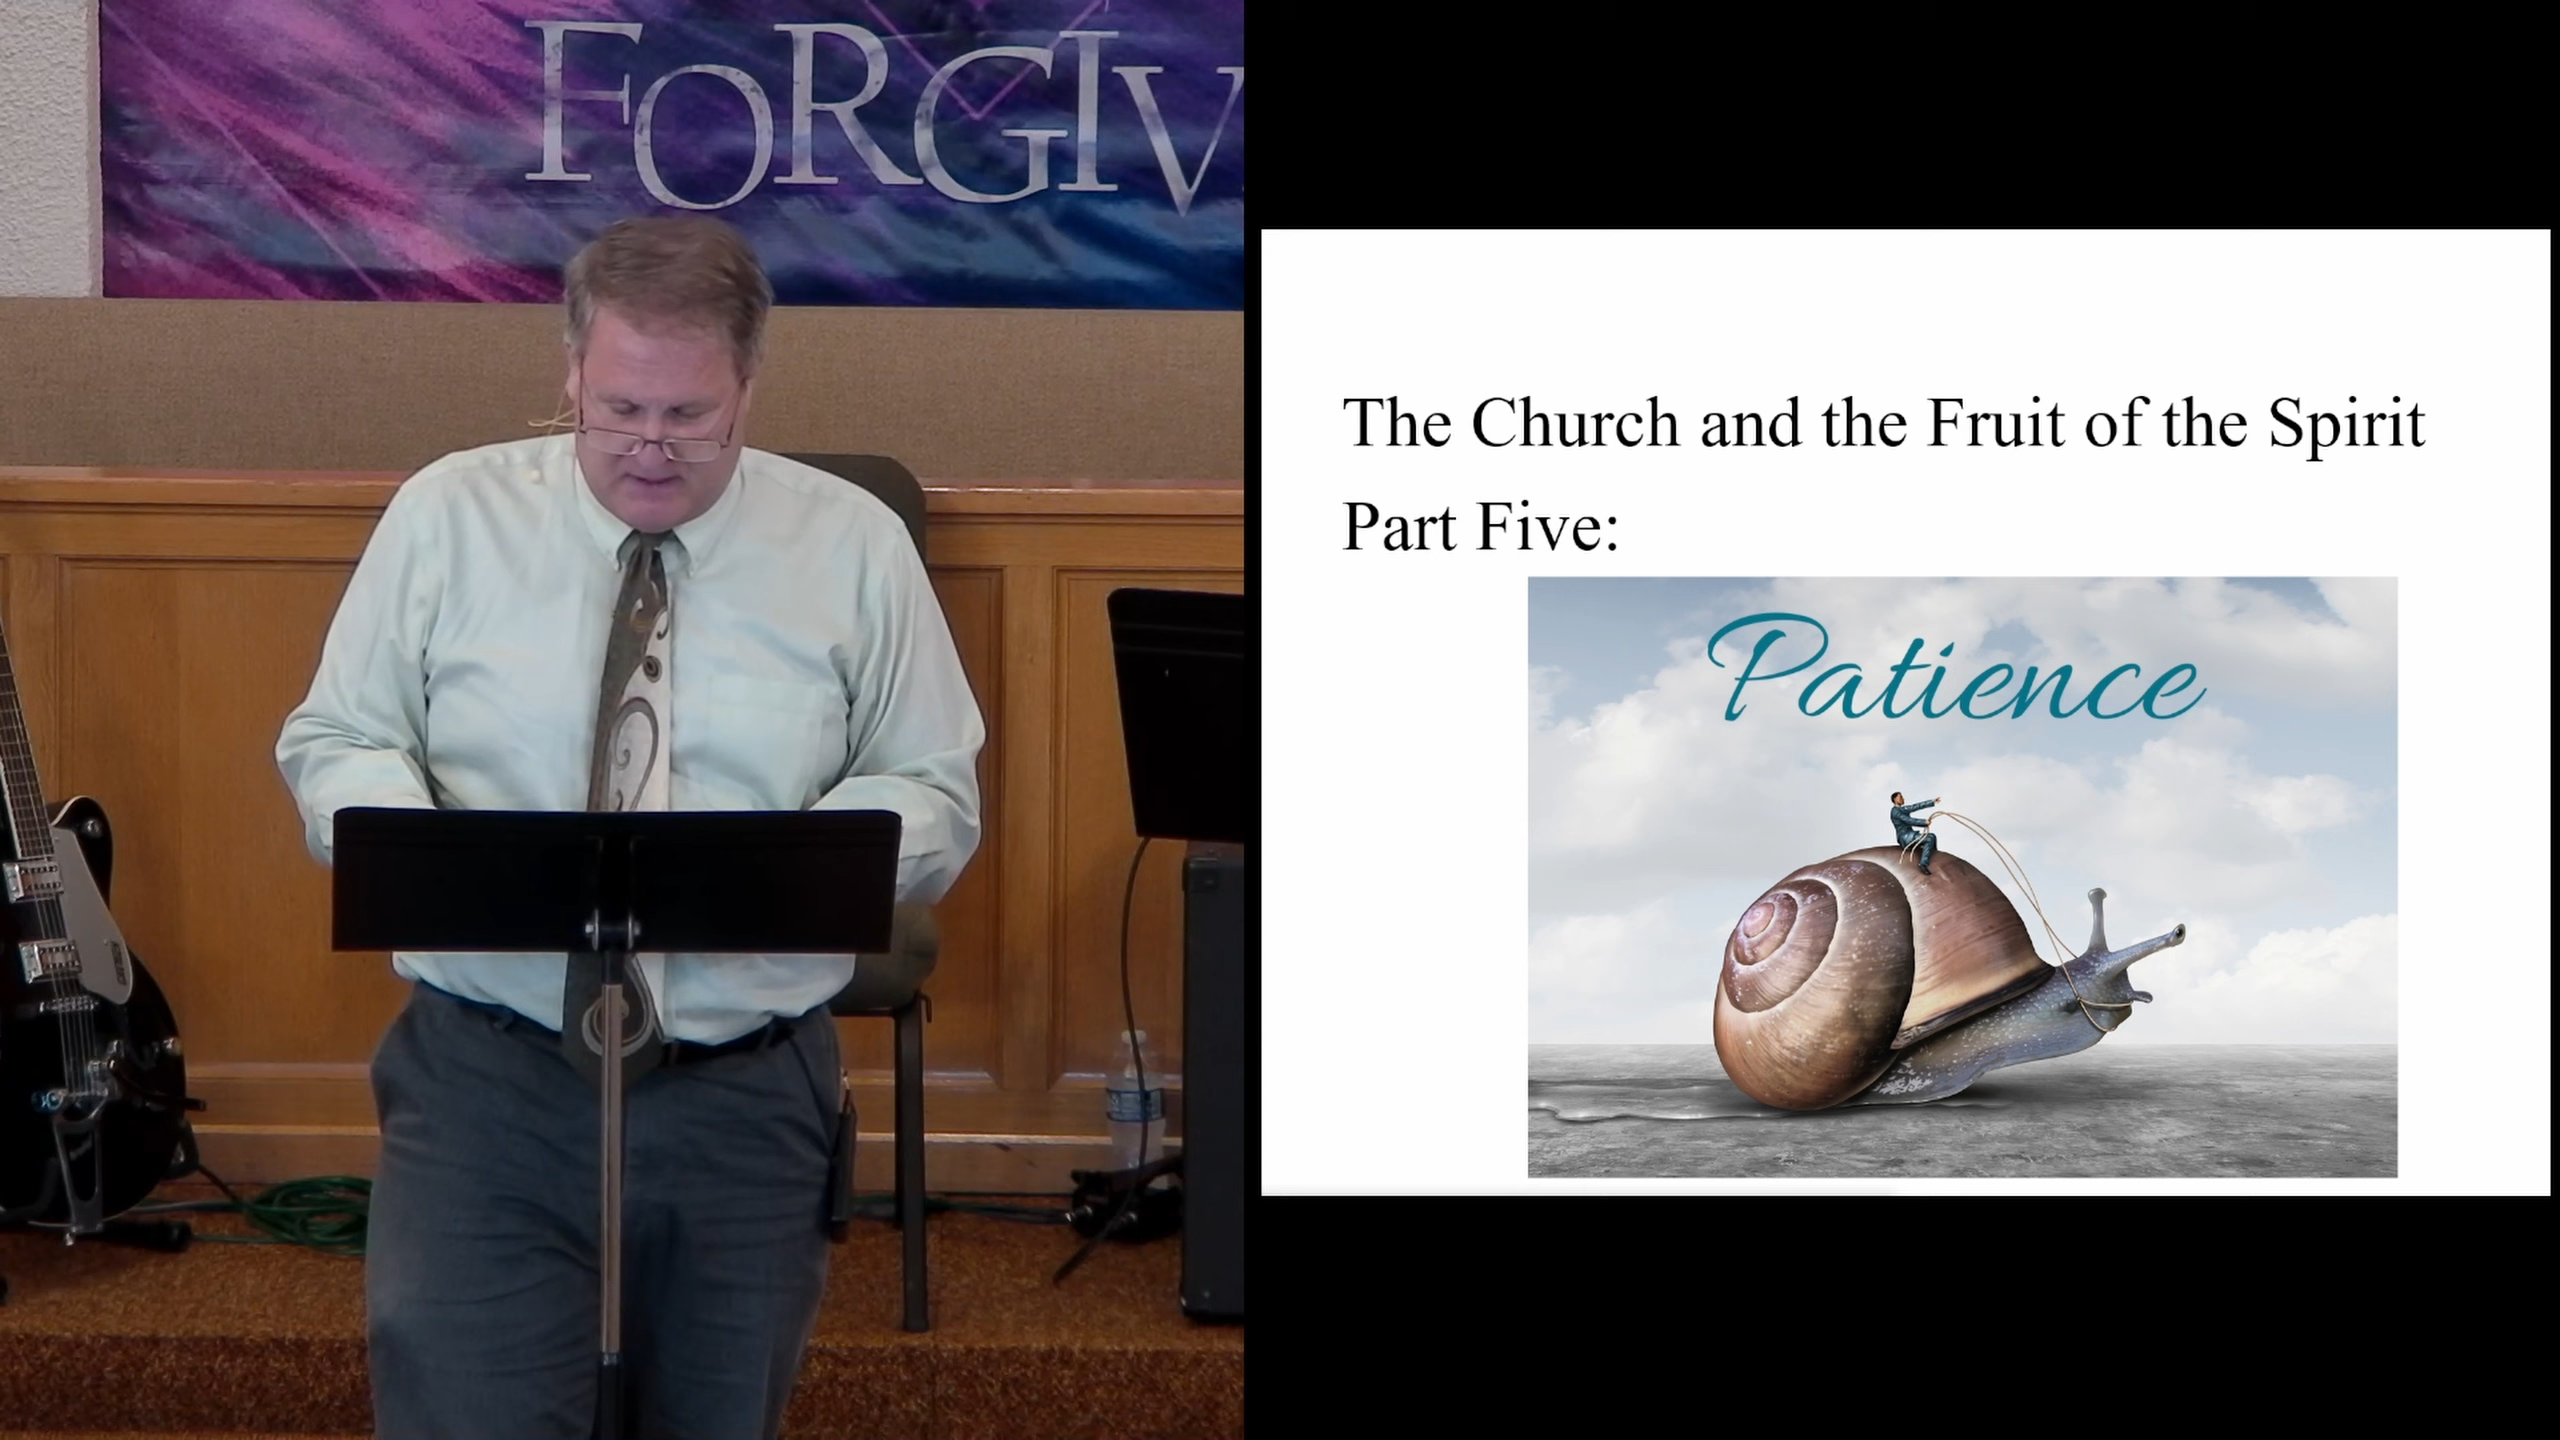 FORGIV
The Church and the Fruit of the Spirit
Part Five:
Patience